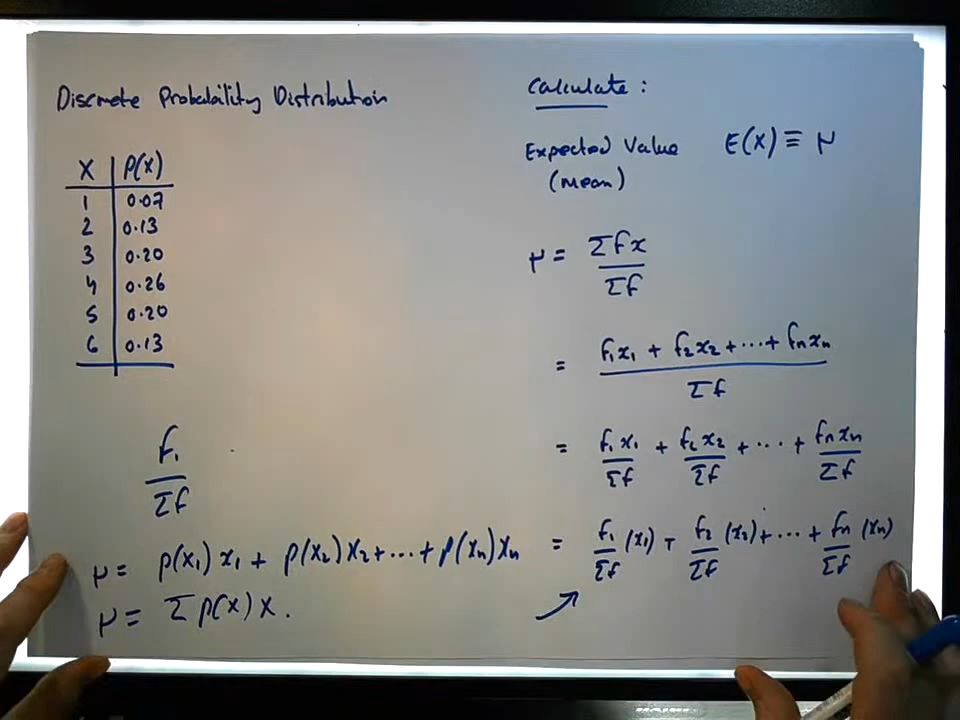 Discrete Probability Distribution
X P(X)
1 0.07
2 0.13
3 0.20
4 0.26
5 0.20
6 0.13
f₁
Σf
μ = P(x₁) x₁ + P(x₂) x₂ + ... + P(xn) xn
μ = Σ P(x) x .
Calculate :
Expected Value E(X) ≡ μ
(Mean)
μ = Σfx
Σf
= f₁x₁ + f₂x₂ + ... + fnxn
Σf
= f₁x₁ + f₂x₂ + ... + fnxn
Σf Σf Σf
= f₁ (x₁) + f₂ (x₂) + ... + fn (xn)
Σf Σf Σf